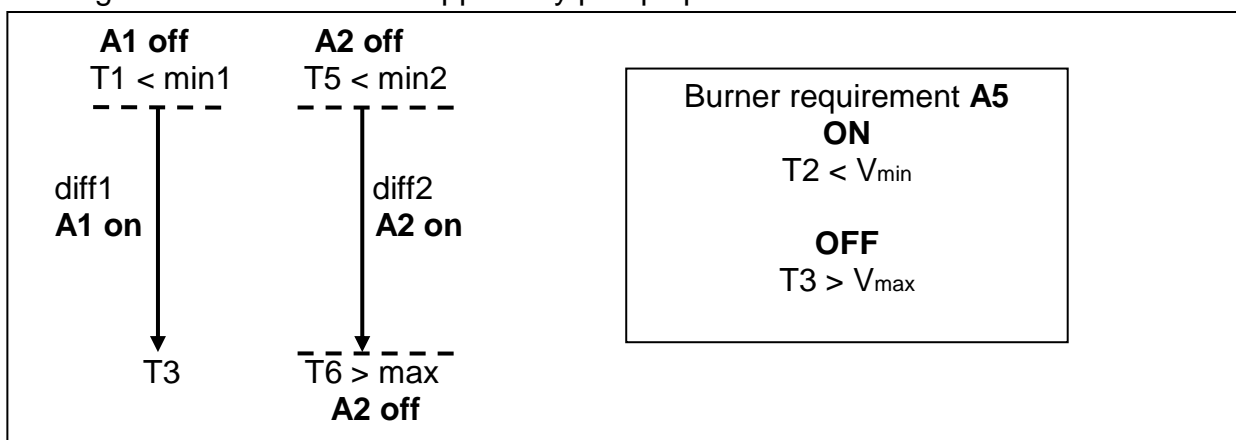 A1 off
T1 < min1
diff1
A1 on
T3
A2 off
T5 < min2
diff2
A2 on
T6 > max
A2 off
Burner requirement A5
ON
T2 < Vmin
OFF
T3 > Vmax